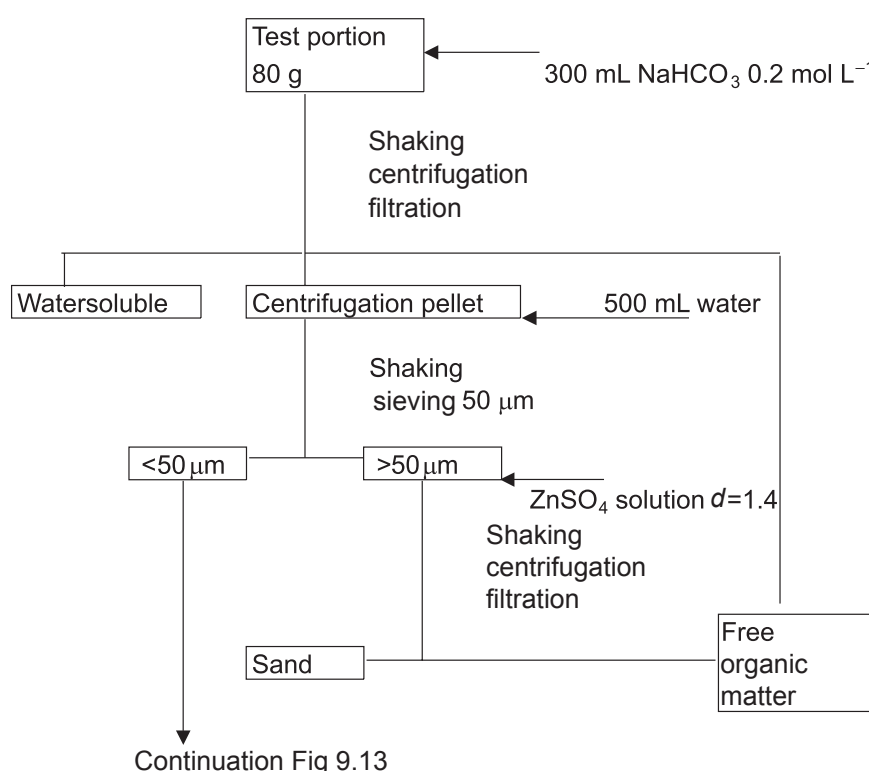 Test portion
80 g
300 mL NaHCO₃ 0.2 mol L⁻¹
Shaking
centrifugation
filtration
Watersoluble
Centrifugation pellet
500 mL water
Shaking
sieving 50 μm
<50 μm
>50 μm
ZnSO₄ solution d=1.4
Shaking
centrifugation
filtration
Sand
Free
organic
matter
Continuation Fig 9.13